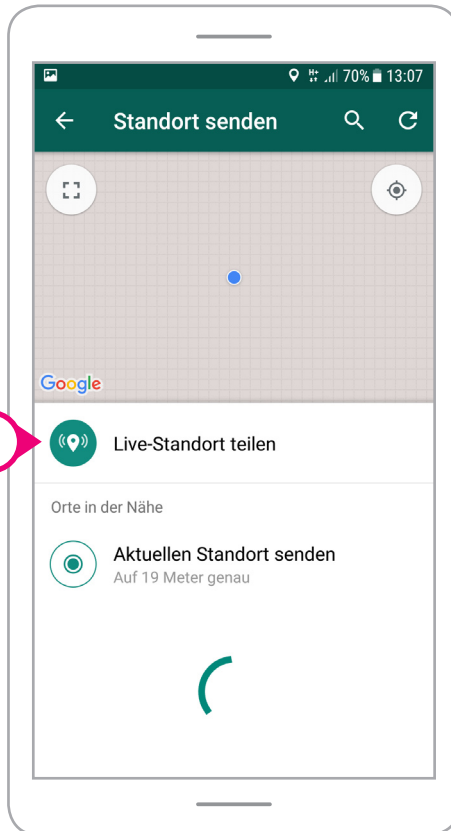 H+ 70% 13:07
Standort senden
Google
Live-Standort teilen
Orte in der Nähe
Aktuellen Standort senden
Auf 19 Meter genau